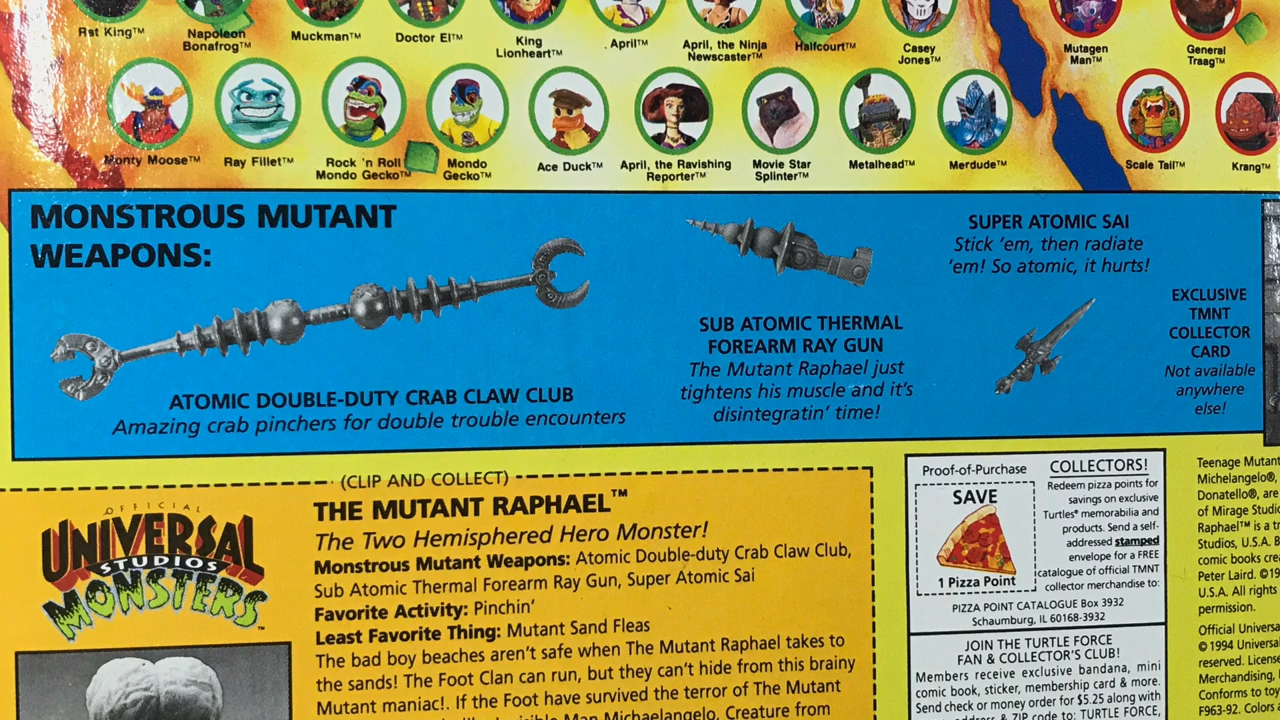 Rat King™
Napoleon
Bonafrog™
Muckman™
Doctor El™
King
Lionheart™
April™
April, the Ninja
Newscaster™
Halfcourt™
Casey
Jones™
Mutagen
Man™
General
Traag™
Monty Moose™
Ray Fillet™
Rock 'n Roll
Mondo Gecko™
Mondo
Gecko™
Ace Duck™
April, the Ravishing
Reporter™
Movie Star
Splinter™
Metalhead™
Merdude™
Scale Tail™
Krang™
MONSTROUS MUTANT
WEAPONS:
ATOMIC DOUBLE-DUTY CRAB CLAW CLUB
Amazing crab pinchers for double trouble encounters
SUB ATOMIC THERMAL
FOREARM RAY GUN
The Mutant Raphael just
tightens his muscle and it's
disintegratin' time!
SUPER ATOMIC SAI
Stick 'em, then radiate
'em! So atomic, it hurts!
EXCLUSIVE
TMNT
COLLECTOR
CARD
Not available
anywhere
else!
(CLIP AND COLLECT)
OFFICIAL
UNIVERSAL
STUDIOS
MONSTERS™
THE MUTANT RAPHAEL™
The Two Hemisphered Hero Monster!
Monstrous Mutant Weapons: Atomic Double-duty Crab Claw Club,
Sub Atomic Thermal Forearm Ray Gun, Super Atomic Sai
Favorite Activity: Pinchin'
Least Favorite Thing: Mutant Sand Fleas
The bad boy beaches aren't safe when The Mutant Raphael takes to
the sands! The Foot Clan can run, but they can't hide from this brainy
Mutant maniac!. If the Foot have survived the terror of The Mutant
Man Michaelangelo, Creature from
Proof-of-Purchase
SAVE
1 Pizza Point
COLLECTORS!
Redeem pizza points for
savings on exclusive
Turtles® memorabilia and
products. Send a self-
addressed stamped
envelope for a FREE
catalogue of official TMNT
collector merchandise to:
PIZZA POINT CATALOGUE Box 3932
Schaumburg, IL 60168-3932
JOIN THE TURTLE FORCE
FAN & COLLECTOR'S CLUB!
Members receive exclusive bandana, mini
comic book, sticker, membership card & more.
Send check or money order for $5.25 along with
address & ZIP code to: TURTLE FORCE,
Teenage Mutant
Michelangelo®,
Donatello®, are
of Mirage Studio
Raphael™ is a t
Studios, U.S.A. B
comic books crea
Peter Laird. ©19
U.S.A. All rights
permission.
Official Universa
© 1994 Universa
reserved. License
Merchandising,
Conforms to toy
F963-92. Colors